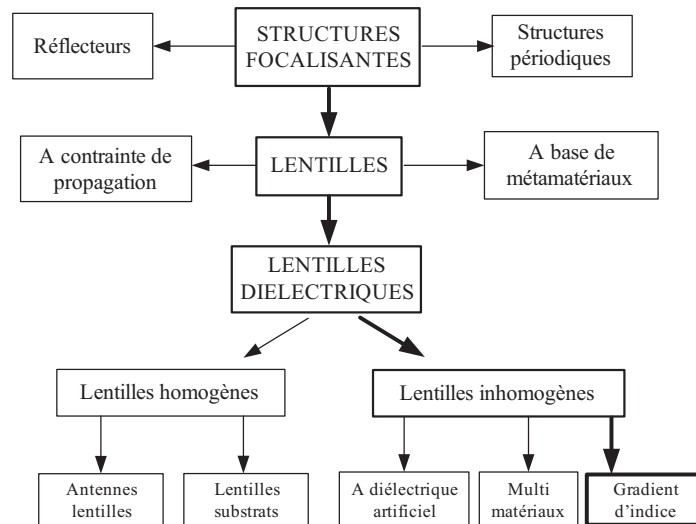 Réflecteurs
STRUCTURES
FOCALISANTES
Structures
périodiques
A contrainte de
propagation
LENTILLES
A base de
métamatériaux
LENTILLES
DIELECTRIQUES
Lentilles homogènes
Lentilles inhomogènes
Antennes
lentilles
Lentilles
substrats
A diélectrique
artificiel
Multi
matériaux
Gradient
d’indice